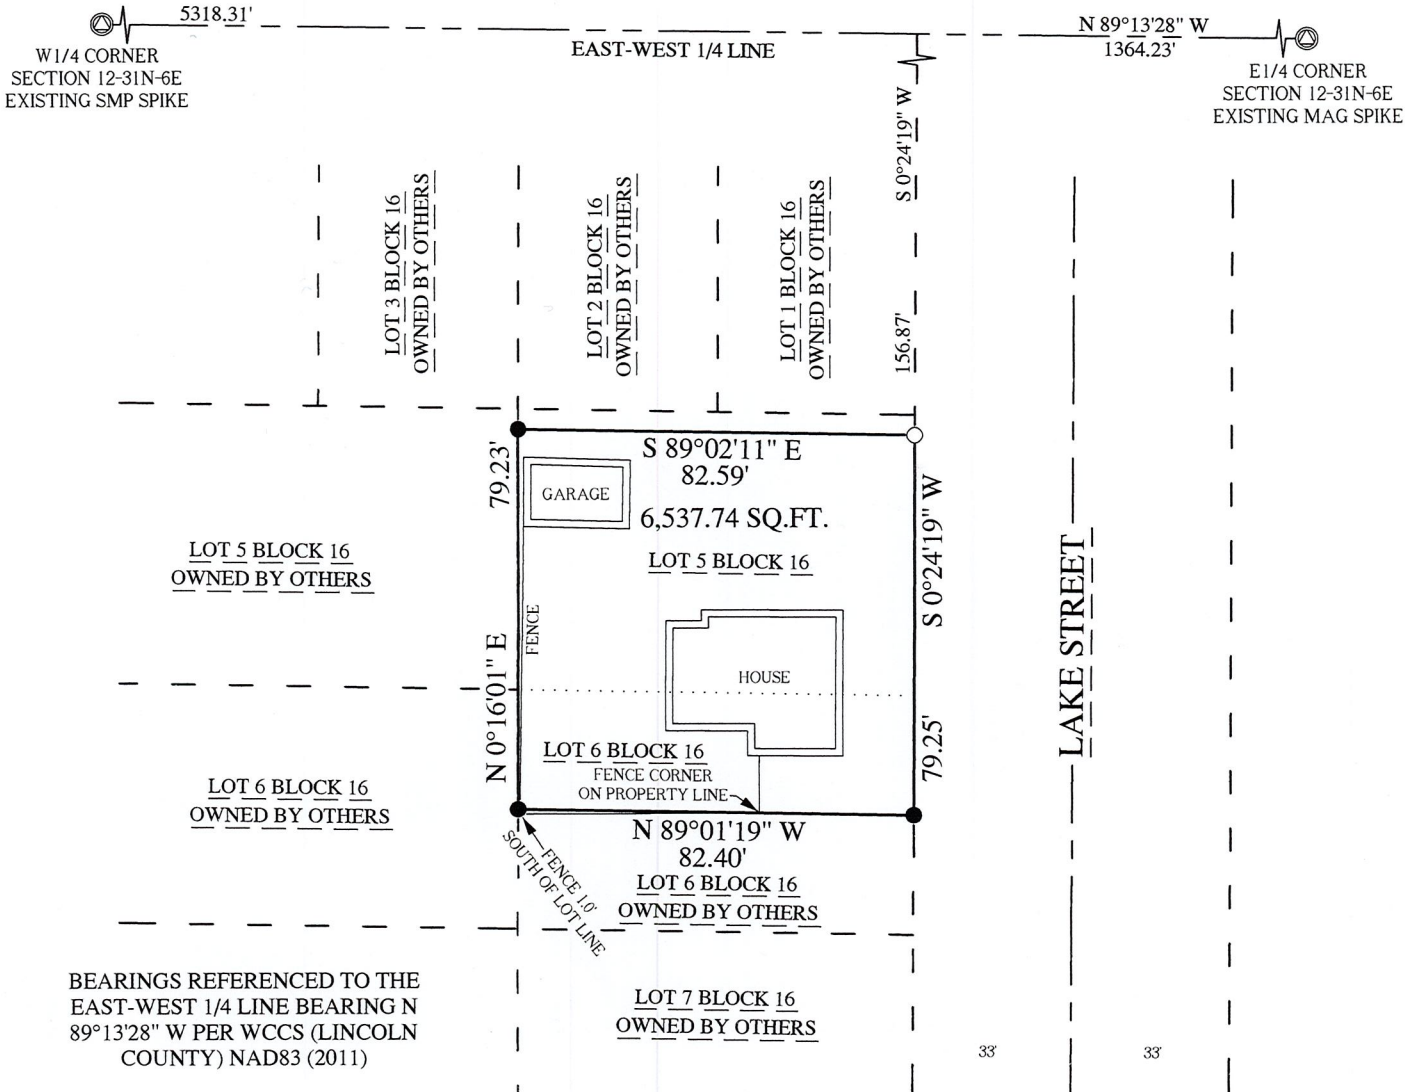 5318.31'
W1/4 CORNER
SECTION 12-31N-6E
EXISTING SMP SPIKE
EAST-WEST 1/4 LINE
N 89°13'28" W
1364.23'
E1/4 CORNER
SECTION 12-31N-6E
EXISTING MAG SPIKE
S 0°24'19" W
156.87'
LOT 3 BLOCK 16
OWNED BY OTHERS
LOT 2 BLOCK 16
OWNED BY OTHERS
LOT 1 BLOCK 16
OWNED BY OTHERS
S 89°02'11" E
82.59'
79.23'
GARAGE
6,537.74 SQ.FT.
LOT 5 BLOCK 16
LOT 5 BLOCK 16
OWNED BY OTHERS
FENCE
N 0°16'01" E
S 0°24'19" W
79.25'
LAKE STREET
HOUSE
LOT 6 BLOCK 16
FENCE CORNER
ON PROPERTY LINE
LOT 6 BLOCK 16
OWNED BY OTHERS
N 89°01'19" W
82.40'
FENCE 1.0'
SOUTH OF LOT LINE
LOT 6 BLOCK 16
OWNED BY OTHERS
BEARINGS REFERENCED TO THE
EAST-WEST 1/4 LINE BEARING N
89°13'28" W PER WCCS (LINCOLN
COUNTY) NAD83 (2011)
LOT 7 BLOCK 16
OWNED BY OTHERS
33'
33'